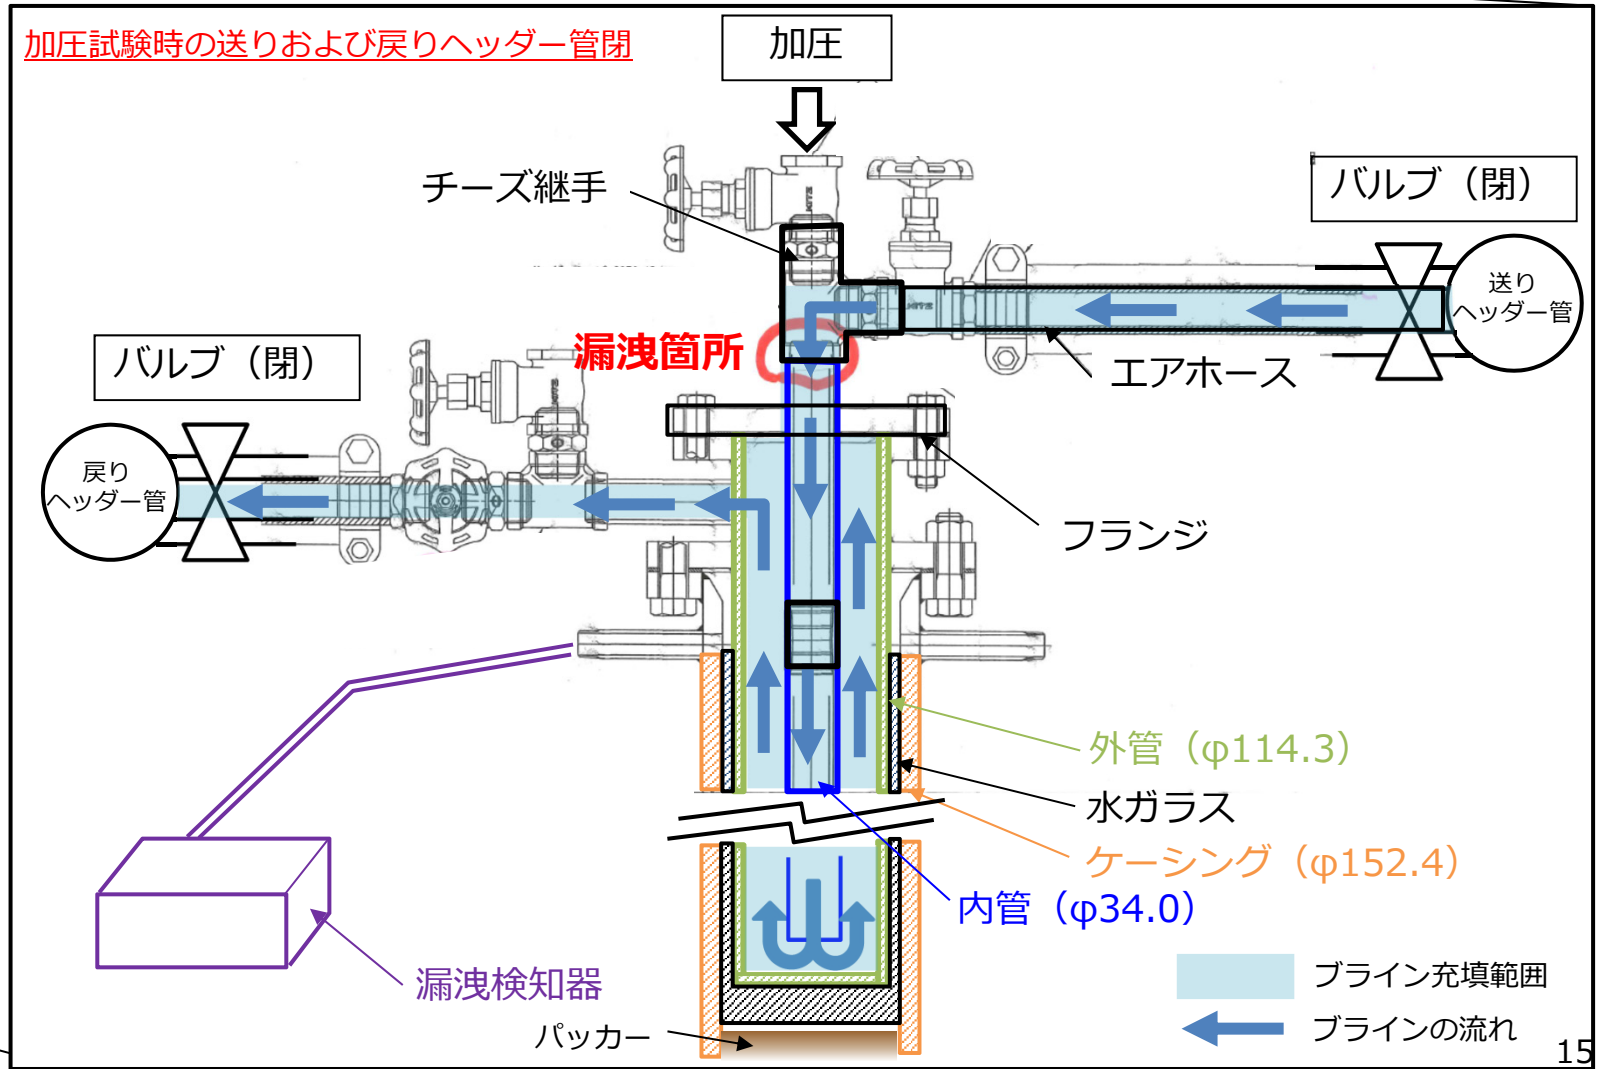 加圧試験時の送りおよび戻りヘッダー管閉
加圧
チーズ継手
バルブ（閉）
送り
ヘッダー管
漏洩箇所
エアホース
バルブ（閉）
戻り
ヘッダー管
フランジ
外管（φ114.3）
水ガラス
ケーシング（φ152.4）
内管（φ34.0）
漏洩検知器
パッカー
ブライン充填範囲
ブラインの流れ
15